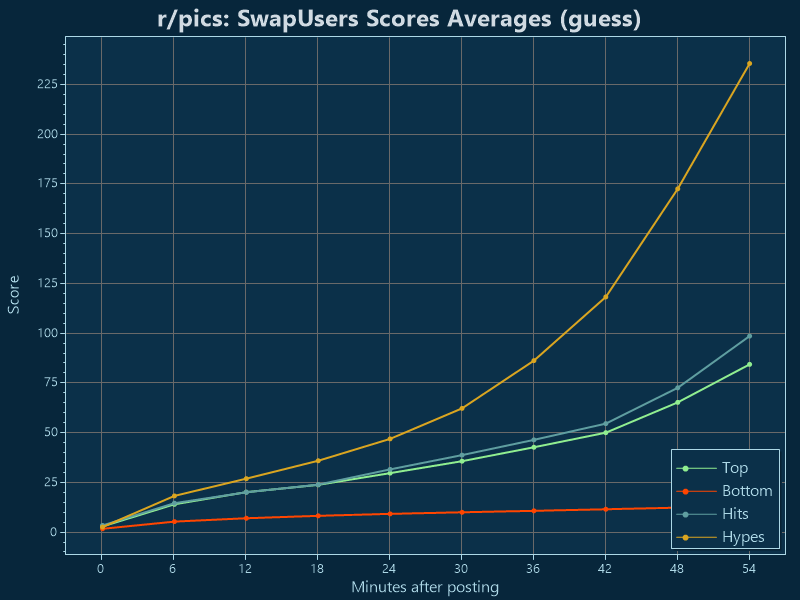 r/pics: SwapUsers Scores Averages (guess)
225
200
175
150
125
100
75
50
25
0
Score
0 6 12 18 24 30 36 42 48 54
Minutes after posting
Top
Bottom
Hits
Hypes